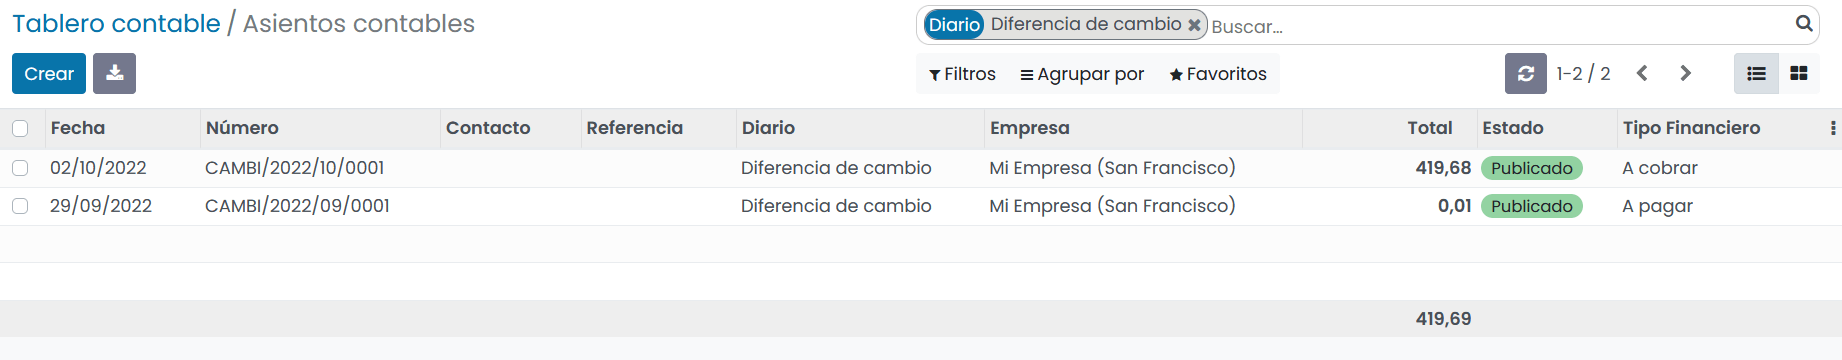 Tablero contable / Asientos contables
Diario Diferencia de cambio Buscar...
Crear
Filtros Agrupar por Favoritos
1-2 / 2
Fecha Número Contacto Referencia Diario Empresa Total Estado Tipo Financiero
02/10/2022 CAMBI/2022/10/0001 Diferencia de cambio Mi Empresa (San Francisco) 419,68 Publicado A cobrar
29/09/2022 CAMBI/2022/09/0001 Diferencia de cambio Mi Empresa (San Francisco) 0,01 Publicado A pagar
419,69